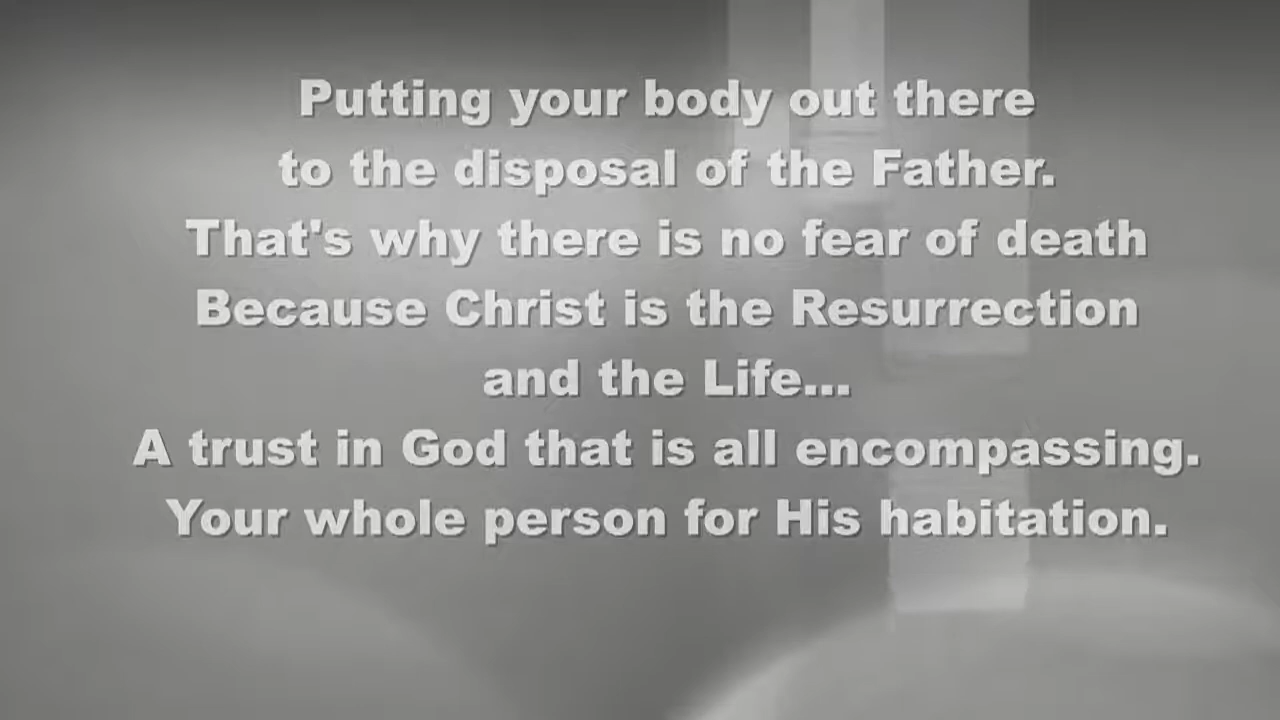 Putting your body out there
to the disposal of the Father.
That's why there is no fear of death
Because Christ is the Resurrection
and the Life...
A trust in God that is all encompassing.
Your whole person for His habitation.